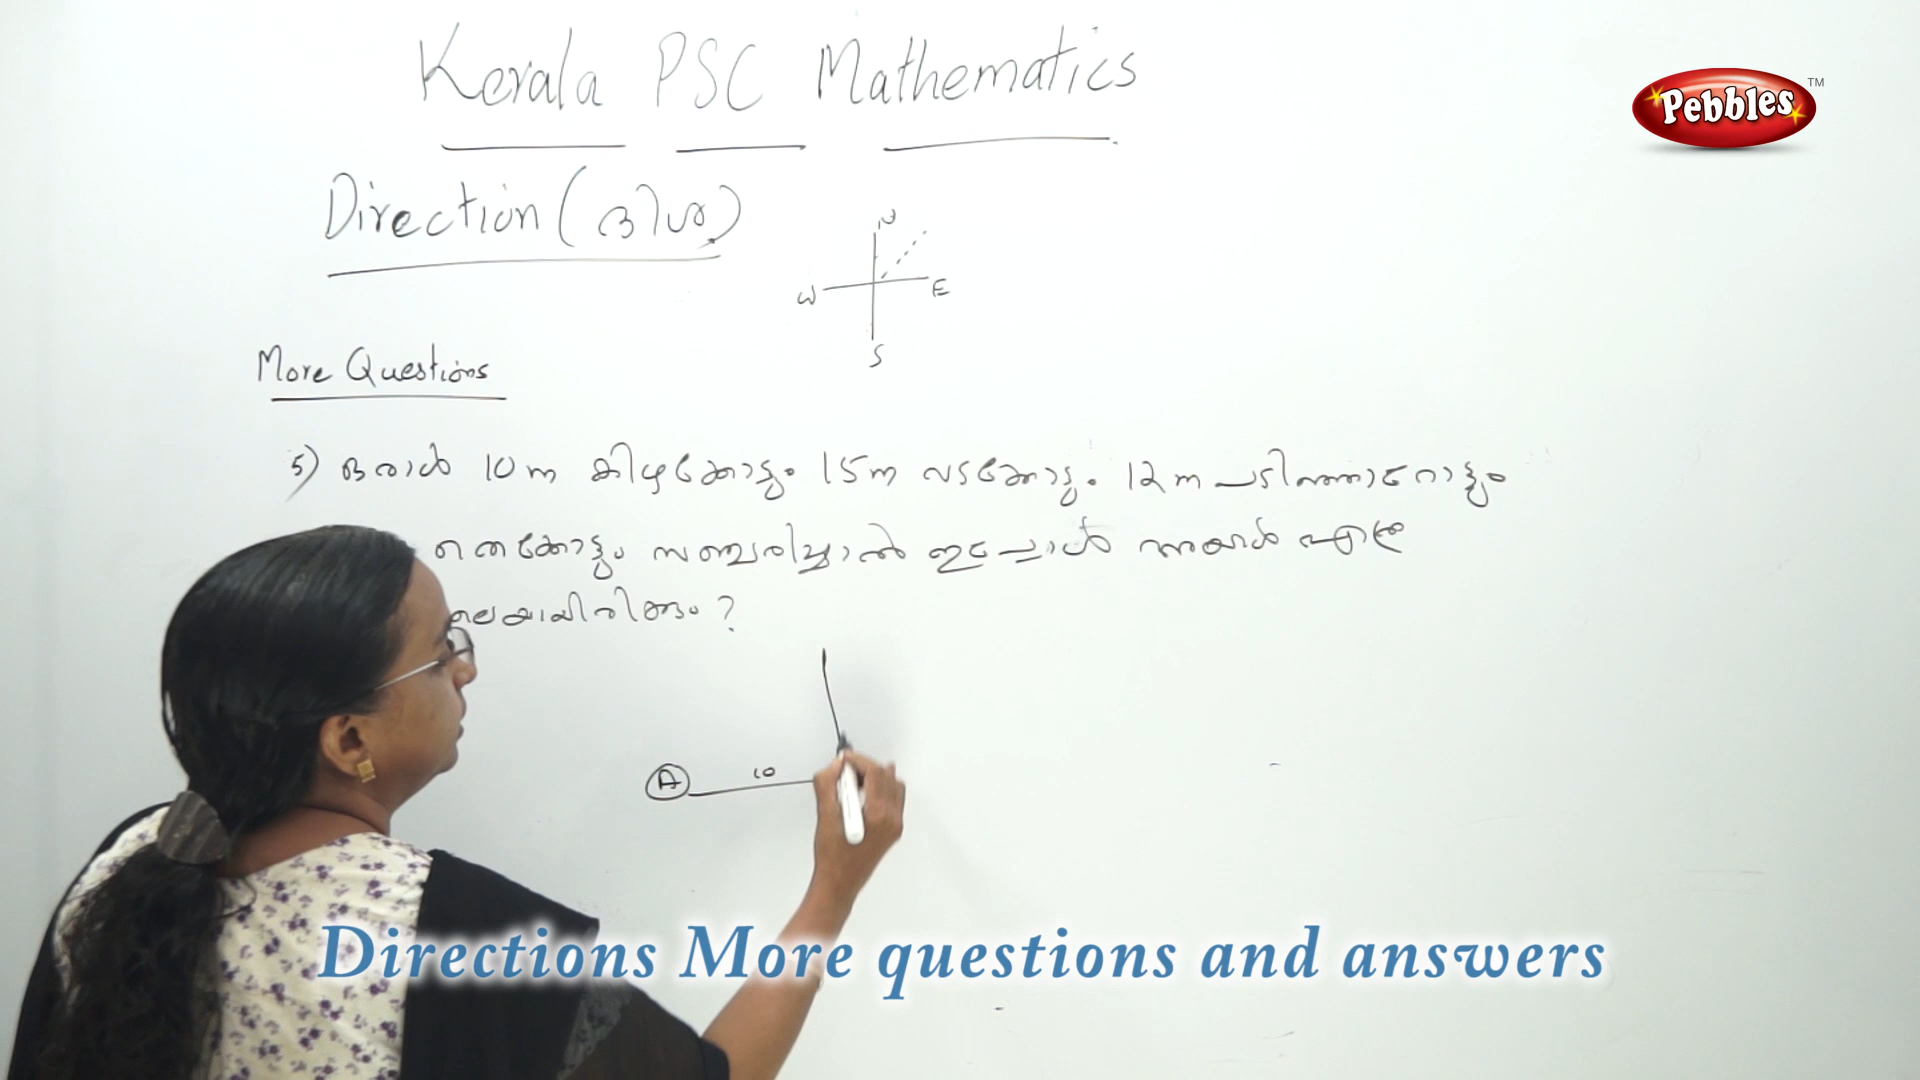 Kerala PSC Mathematics
Pebbles TM
Direction (ദിശ)
N
W E
S
More Questions
5) ഒരാൾ 10m കിഴക്കോട്ടും 15m വടക്കോട്ടും 12m പടിഞ്ഞാറോട്ടും
തെക്കോട്ടും സഞ്ചരിച്ചാൽ ഇപ്പോൾ അയാൾ എത്ര
?
A 10
Directions More questions and answers